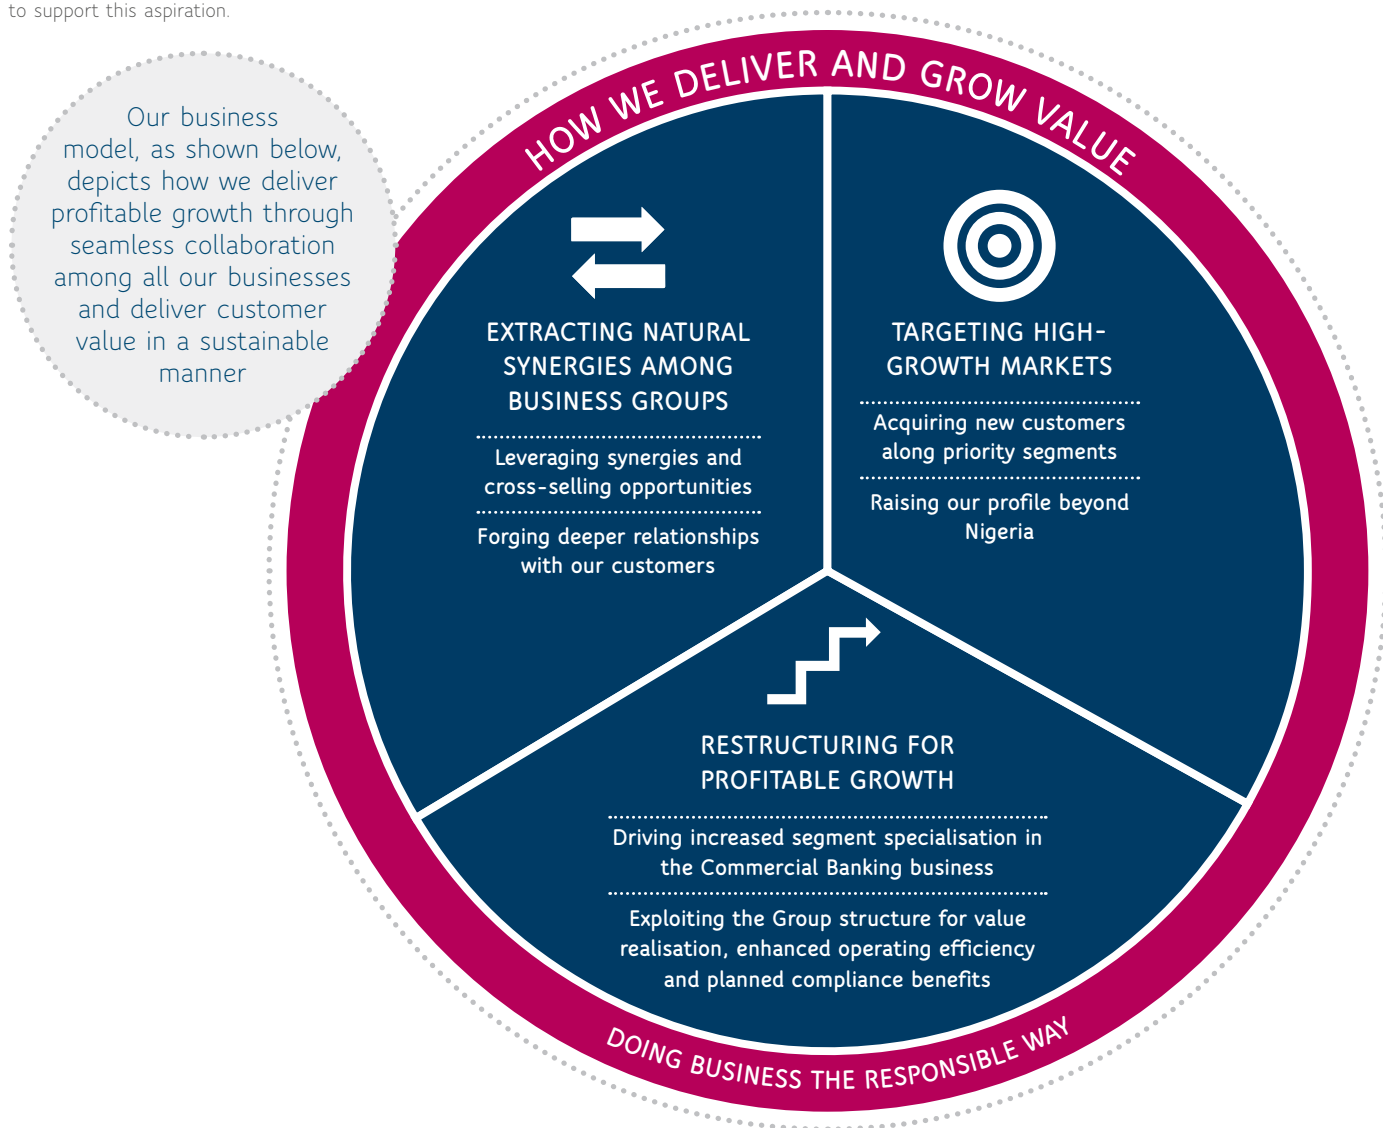 to support this aspiration.
Our business
model, as shown below,
depicts how we deliver
profitable growth through
seamless collaboration
among all our businesses
and deliver customer
value in a sustainable
manner
HOW WE DELIVER AND GROW VALUE
EXTRACTING NATURAL
SYNERGIES AMONG
BUSINESS GROUPS
Leveraging synergies and
cross-selling opportunities
Forging deeper relationships
with our customers
TARGETING HIGH-
GROWTH MARKETS
Acquiring new customers
along priority segments
Raising our profile beyond
Nigeria
RESTRUCTURING FOR
PROFITABLE GROWTH
Driving increased segment specialisation in
the Commercial Banking business
Exploiting the Group structure for value
realisation, enhanced operating efficiency
and planned compliance benefits
DOING BUSINESS THE RESPONSIBLE WAY